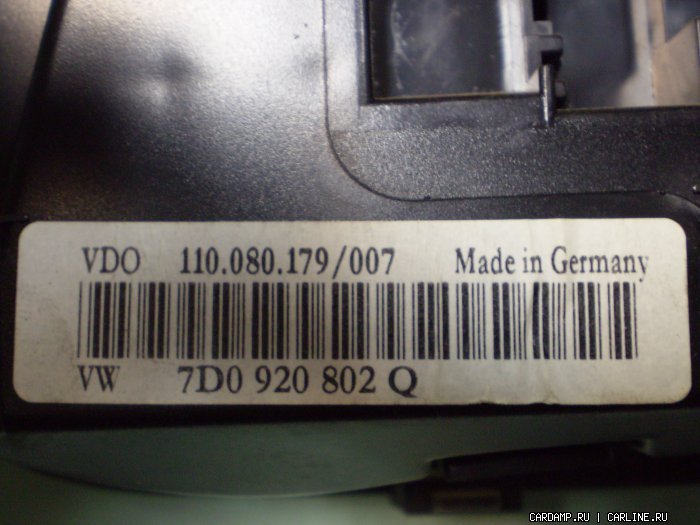 VDO 110.080.179/007 Made in Germany
VW 7D0 920 802 Q
CARDAMP.RU | CARLINE.RU